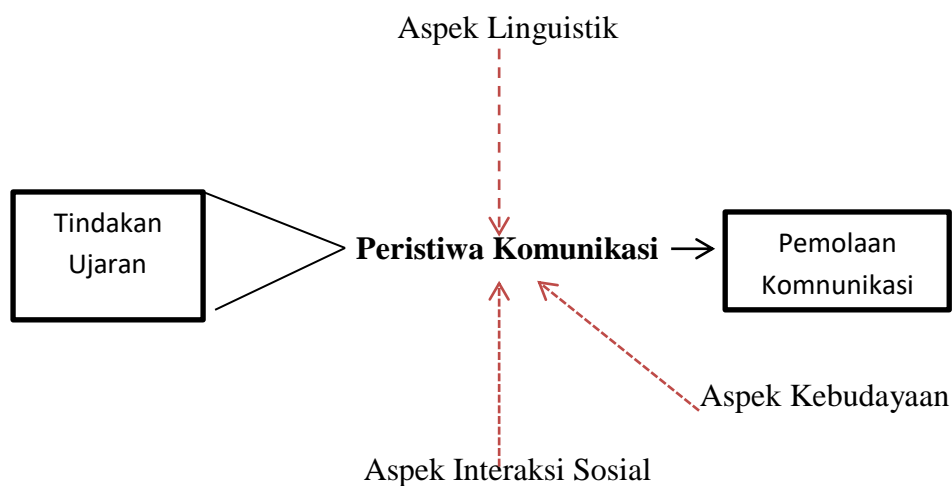 Aspek Linguistik
Tindakan
Ujaran
Peristiwa Komunikasi
Pemolaan
Komnunikasi
Aspek Kebudayaan
Aspek Interaksi Sosial